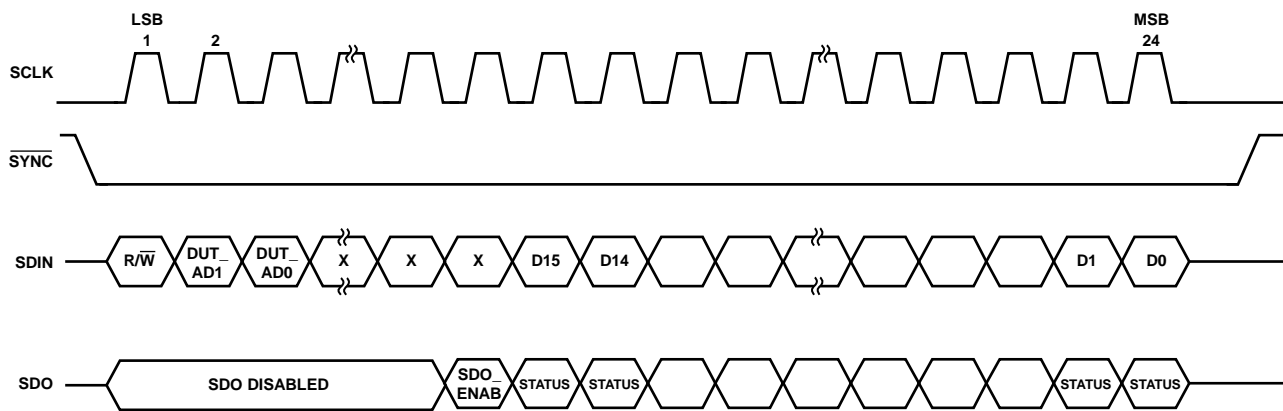 LSB
MSB
1
2
24
SCLK
SYNC
SDIN
R/W
DUT_
AD1
DUT_
AD0
X
X
X
D15
D14
D1
D0
SDO
SDO DISABLED
SDO_
ENAB
STATUS
STATUS
STATUS
STATUS